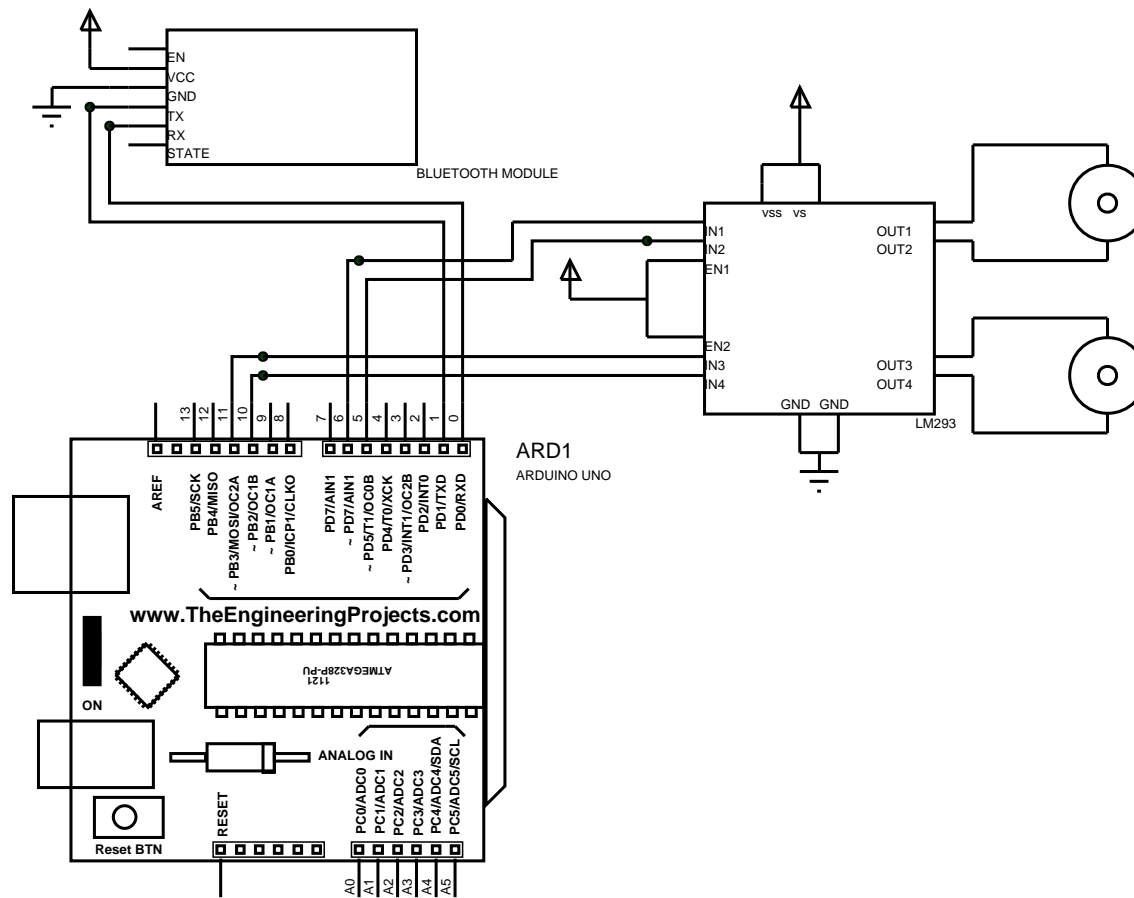 EN
VCC
GND
TX
RX
STATE
BLUETOOTH MODULE
vss vs
IN1
IN2
EN1
EN2
IN3
IN4
OUT1
OUT2
OUT3
OUT4
GND GND
LM293
13
12
11
10
9
8
7
6
5
4
3
2
1
0
ARD1
ARDUINO UNO
AREF
PB5/SCK
PB4/MISO
~ PB3/MOSI/OC2A
~ PB2/OC1B
~ PB1/OC1A
PB0/ICP1/CLKO
PD7/AIN1
~ PD7/AIN1
~ PD5/T1/OC0B
PD4/T0/XCK
~ PD3/INT1/OC2B
PD2/INT0
PD1/TXD
PD0/RXD
www.TheEngineeringProjects.com
ATMEGA328P-PU
1121
ON
ANALOG IN
Reset BTN
RESET
PC0/ADC0
PC1/ADC1
PC2/ADC2
PC3/ADC3
PC4/ADC4/SDA
PC5/ADC5/SCL
A0
A1
A2
A3
A4
A5